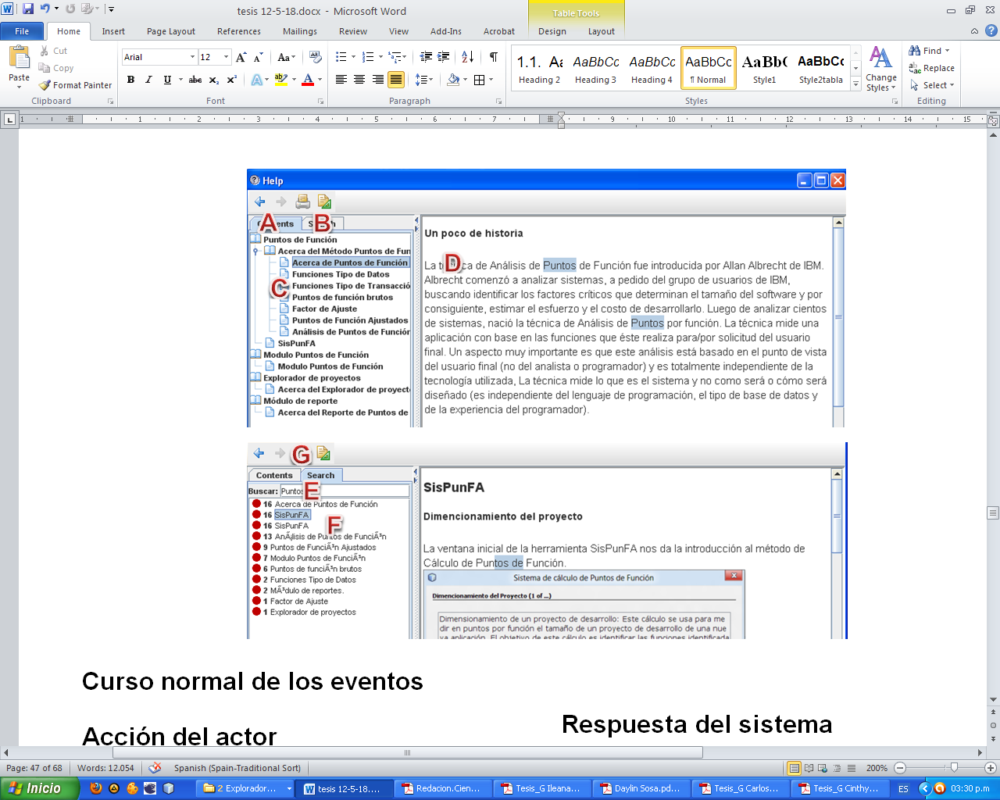 tesis 12-5-18.docx - Microsoft Word
Table Tools
File Home Insert Page Layout References Mailings Review View Add-Ins Acrobat Design Layout
Paste
Cut
Copy
Format Painter
Clipboard
Arial 12
Font
Paragraph
AaBbCc AaBbCc AaBbCc AaBb( AaBbCc
Heading 2 Heading 3 Heading 4 ¶ Normal Style1 Style2tabla
Styles
Change Styles
Find
Replace
Select
Editing
1 1 2 3 4 5 6 7 9 10 11 12 13 14 15
Help
A B
Puntos de Función
Acerca del Método Puntos de Fun
Acerca de Puntos de Función
Funciones Tipo de Datos
C
Funciones Tipo de Transacció
Puntos de función brutos
Factor de Ajuste
Puntos de Función Ajustados
Análisis de Puntos de Función
SisPunFA
Modulo Puntos de Función
Modulo Puntos de Función
Explorador de proyectos
Acerca del Explorador de proyect
Módulo de reporte
Acerca del Reporte de Puntos de
Un poco de historia
D
La de Análisis de Puntos de Función fue introducida por Allan Albrecht de IBM.
Albrecht comenzó a analizar sistemas, a pedido del grupo de usuarios de IBM,
buscando identificar los factores críticos que determinan el tamaño del software y por
consiguiente, estimar el esfuerzo y el costo de desarrollarlo. Luego de analizar cientos
de sistemas, nació la técnica de Análisis de Puntos por función. La técnica mide una
aplicación con base en las funciones que éste realiza para/por solicitud del usuario
final. Un aspecto muy importante es que este análisis está basado en el punto de vista
del usuario final (no del analista o programador) y es totalmente independiente de la
tecnología utilizada, La técnica mide lo que es el sistema y no como será o cómo será
diseñado (es independiente del lenguaje de programación, el tipo de base de datos y
de la experiencia del programador).
G
Contents Search
Buscar: Puntos
E
16 Acerca de Puntos de Función
16 SisPunFA
F
16 SisPunFA
13 AnÃ¡lisis de Puntos de FunciÃ³n
9 Puntos de FunciÃ³n Ajustados
7 Modulo Puntos de FunciÃ³n
6 Puntos de funciÃ³n brutos
2 Funciones Tipo de Datos
2 MÃ³dulo de reportes.
1 Factor de Ajuste
1 Explorador de proyectos
SisPunFA
Dimencionamiento del proyecto
La ventana inicial de la herramienta SisPunFA nos da la introducción al método de
Cálculo de Puntos de Función.
Sistema de cálculo de Puntos de Función
Dimencionamiento del Proyecto (1 of ...)
Dimensionamiento de un proyecto de desarrollo: Este cálculo se usa para me
dir en puntos por función el tamaño de un proyecto de desarrollo de una nue
va aplicación. El objetivo de este cálculo es identificar las funciones identificada
Curso normal de los eventos
Acción del actor
Respuesta del sistema
Page: 47 of 68 Words: 12.054 Spanish (Spain-Traditional Sort) 200%
Inicio 2 Explorador... tesis 12-5-18.... Redacion.Cien... Tesis_G Ileana... Daylin Sosa.pd... Tesis_G Carlos... Tesis_G Cinthy... ES 03:30 p.m